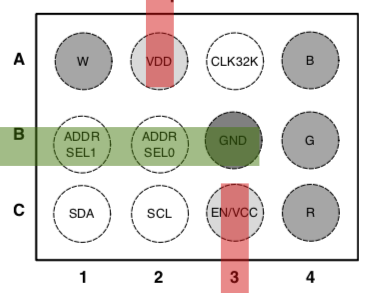 A W VDD CLK32K B
B ADDR SEL1 ADDR SEL0 GND G
C SDA SCL EN/VCC R
1 2 3 4